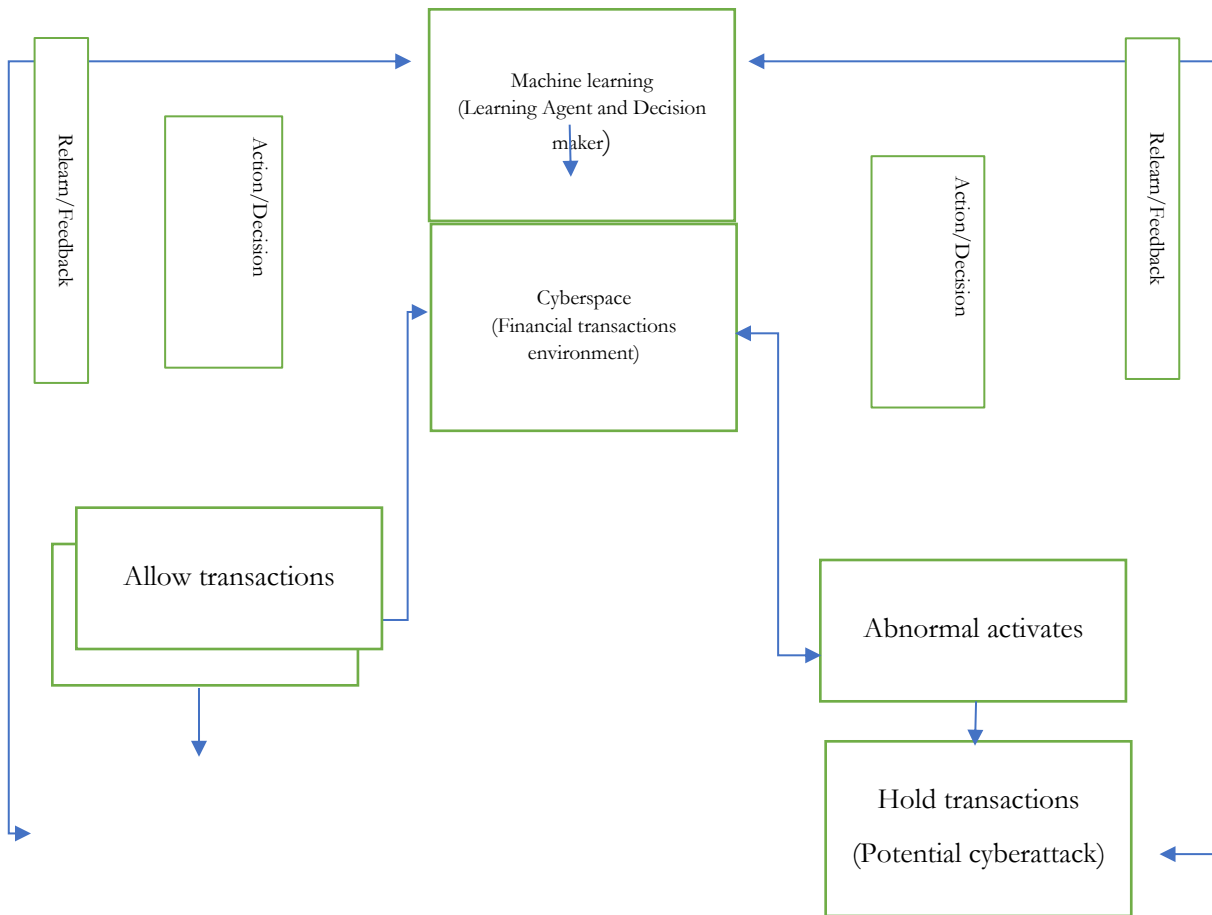 Machine learning
(Learning Agent and Decision
maker)
Relearn/Feedback
Action/Decision
Action/Decision
Relearn/Feedback
Cyberspace
(Financial transactions
environment)
Allow transactions
Abnormal activates
Hold transactions
(Potential cyberattack)